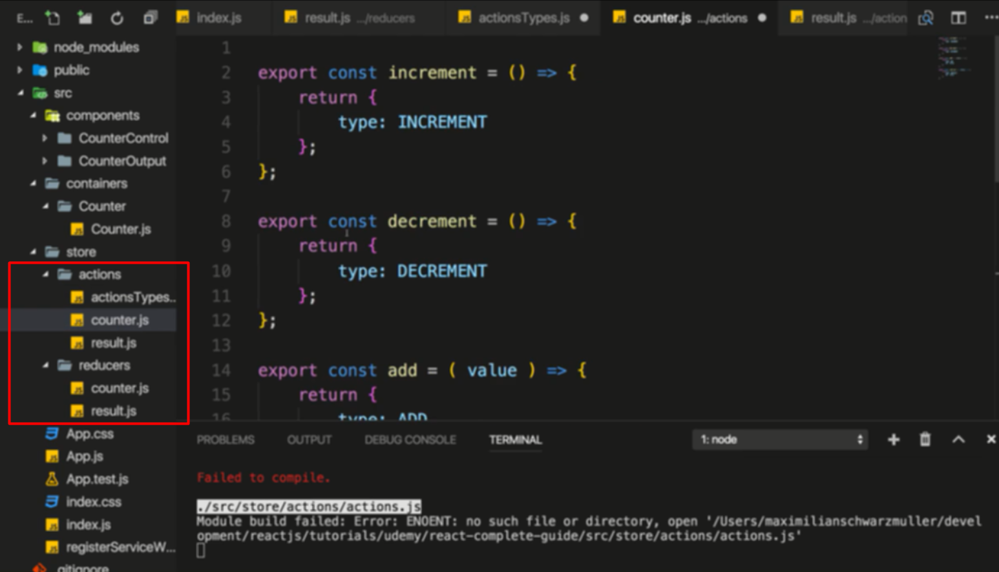 E...
index.js
result.js .../reducers
actionsTypes.js
counter.js .../actions
result.js .../action
node_modules
public
src
components
CounterControl
CounterOutput
containers
Counter
Counter.js
store
actions
actionsTypes...
counter.js
result.js
reducers
counter.js
result.js
App.css
App.js
App.test.js
index.css
index.js
registerServiceW...
.gitignore
1
2 export const increment = () => {
3 return {
4 type: INCREMENT
5 };
6 };
7
8 export const decrement = () => {
9 return {
10 type: DECREMENT
11 };
12 };
13
14 export const add = ( value ) => {
15 return {
16 type: ADD
PROBLEMS OUTPUT DEBUG CONSOLE TERMINAL 1: node
Failed to compile.
./src/store/actions/actions.js
Module build failed: Error: ENOENT: no such file or directory, open '/Users/maximilianschwarzmuller/devel
opment/reactjs/tutorials/udemy/react-complete-guide/src/store/actions/actions.js'